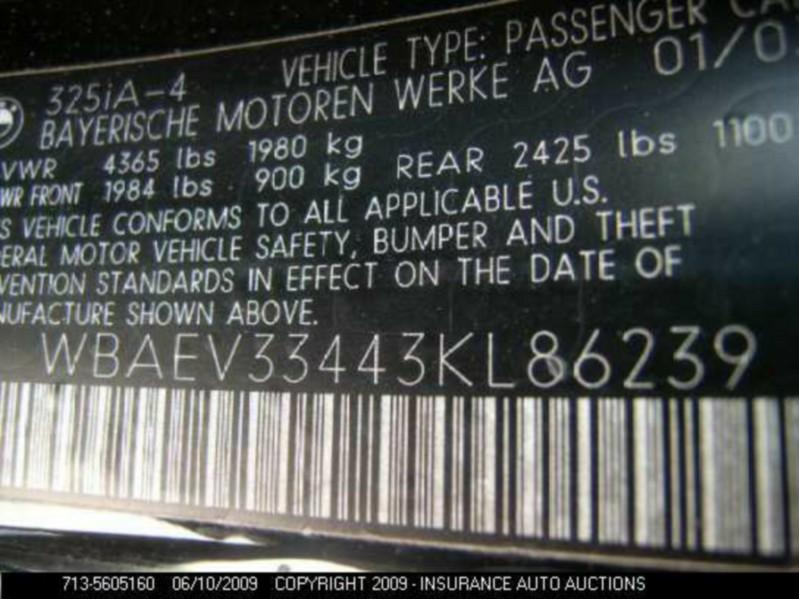 VEHICLE TYPE: PASSENGER
325iA-4
BAYERISCHE MOTOREN WERKE AG 01/0
VWR 4365 lbs 1980 kg
WR FRONT 1984 lbs 900 kg REAR 2425 lbs 1100
S VEHICLE CONFORMS TO ALL APPLICABLE U.S.
ERAL MOTOR VEHICLE SAFETY, BUMPER AND THEFT
VENTION STANDARDS IN EFFECT ON THE DATE OF
NUFACTURE SHOWN ABOVE.
WBAEV33443KL86239
713-5605160 06/10/2009 COPYRIGHT 2009 - INSURANCE AUTO AUCTIONS